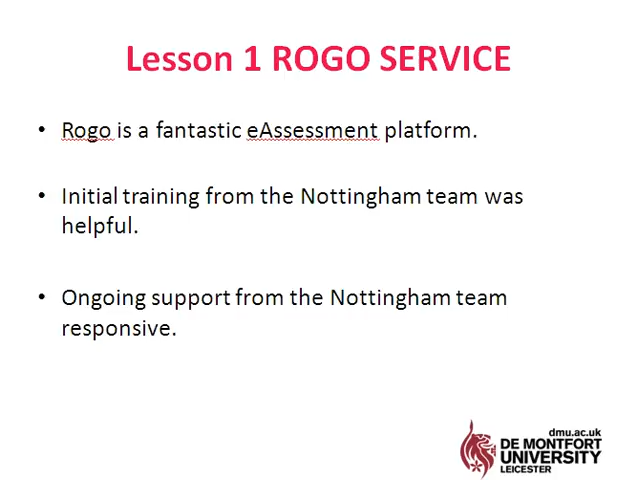 Lesson 1 ROGO SERVICE
• Rogo is a fantastic eAssessment platform.
• Initial training from the Nottingham team was
helpful.
• Ongoing support from the Nottingham team
responsive.
dmu.ac.uk
DE MONTFORT
UNIVERSITY
LEICESTER